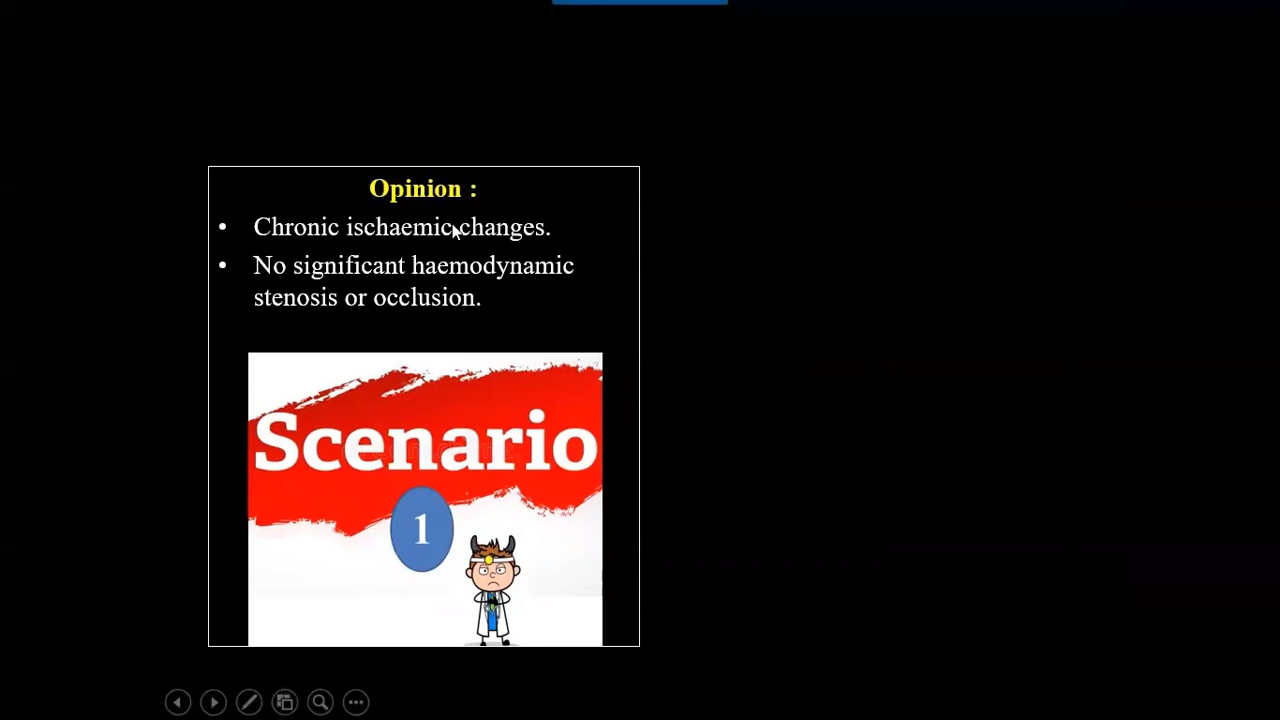 Opinion :
• Chronic ischaemic changes.
• No significant haemodynamic
stenosis or occlusion.
Scenario
1